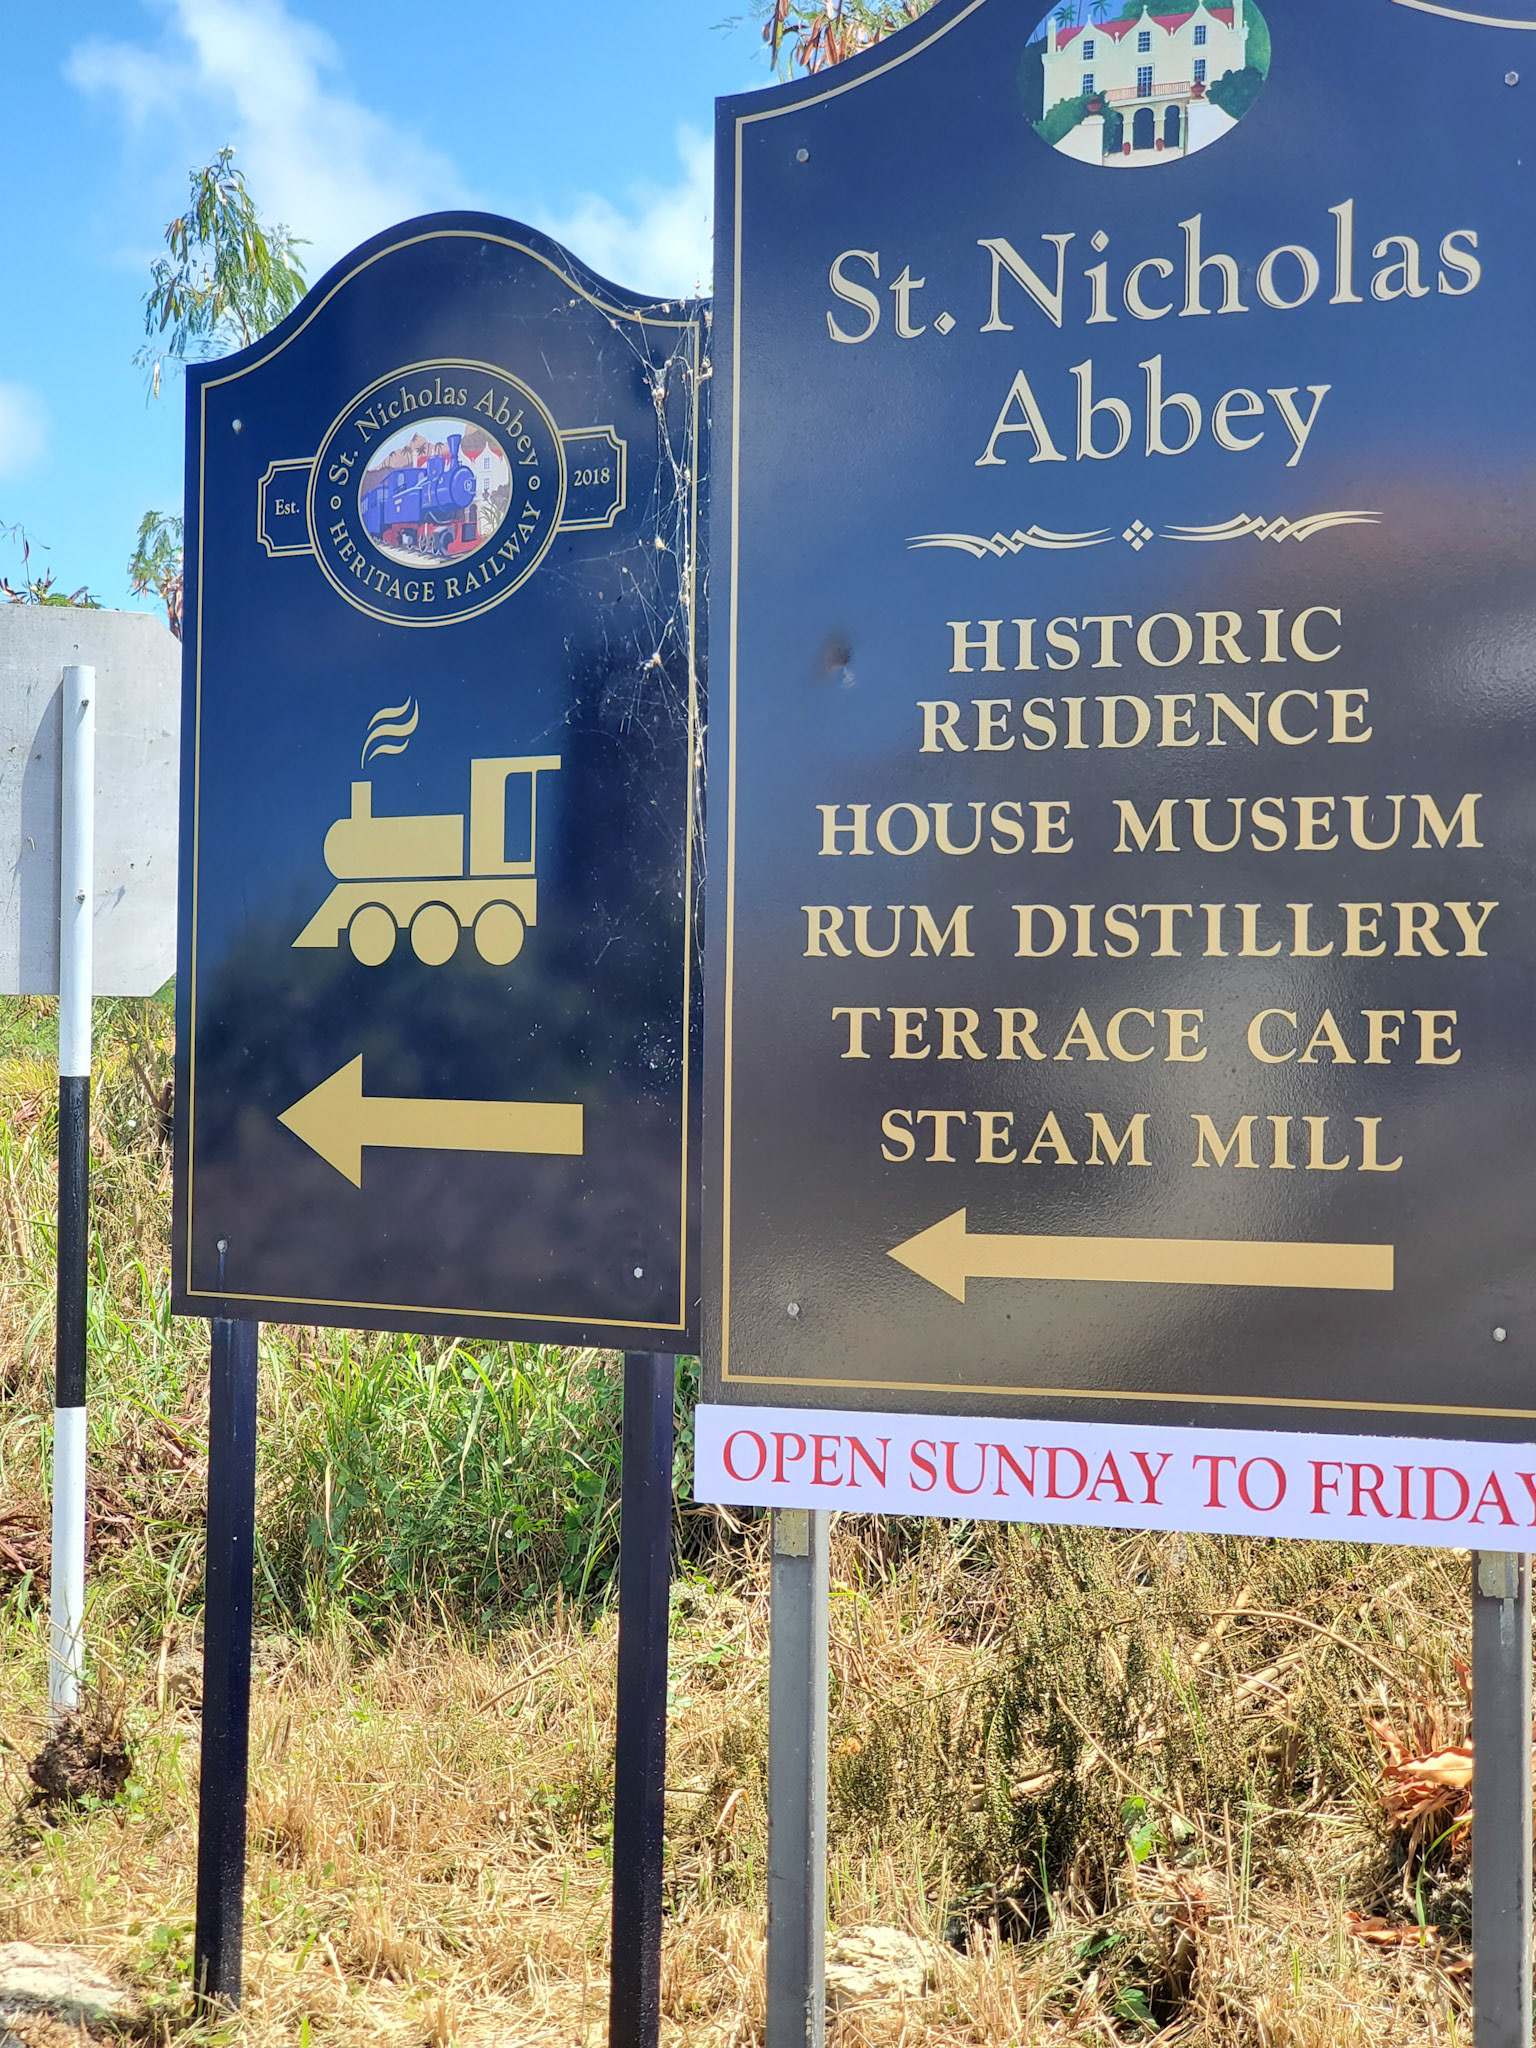 St. Nicholas Abbey
Est.
2018
HERITAGE RAILWAY
St. Nicholas
Abbey
HISTORIC
RESIDENCE
HOUSE MUSEUM
RUM DISTILLERY
TERRACE CAFE
STEAM MILL
OPEN SUNDAY TO FRIDAY